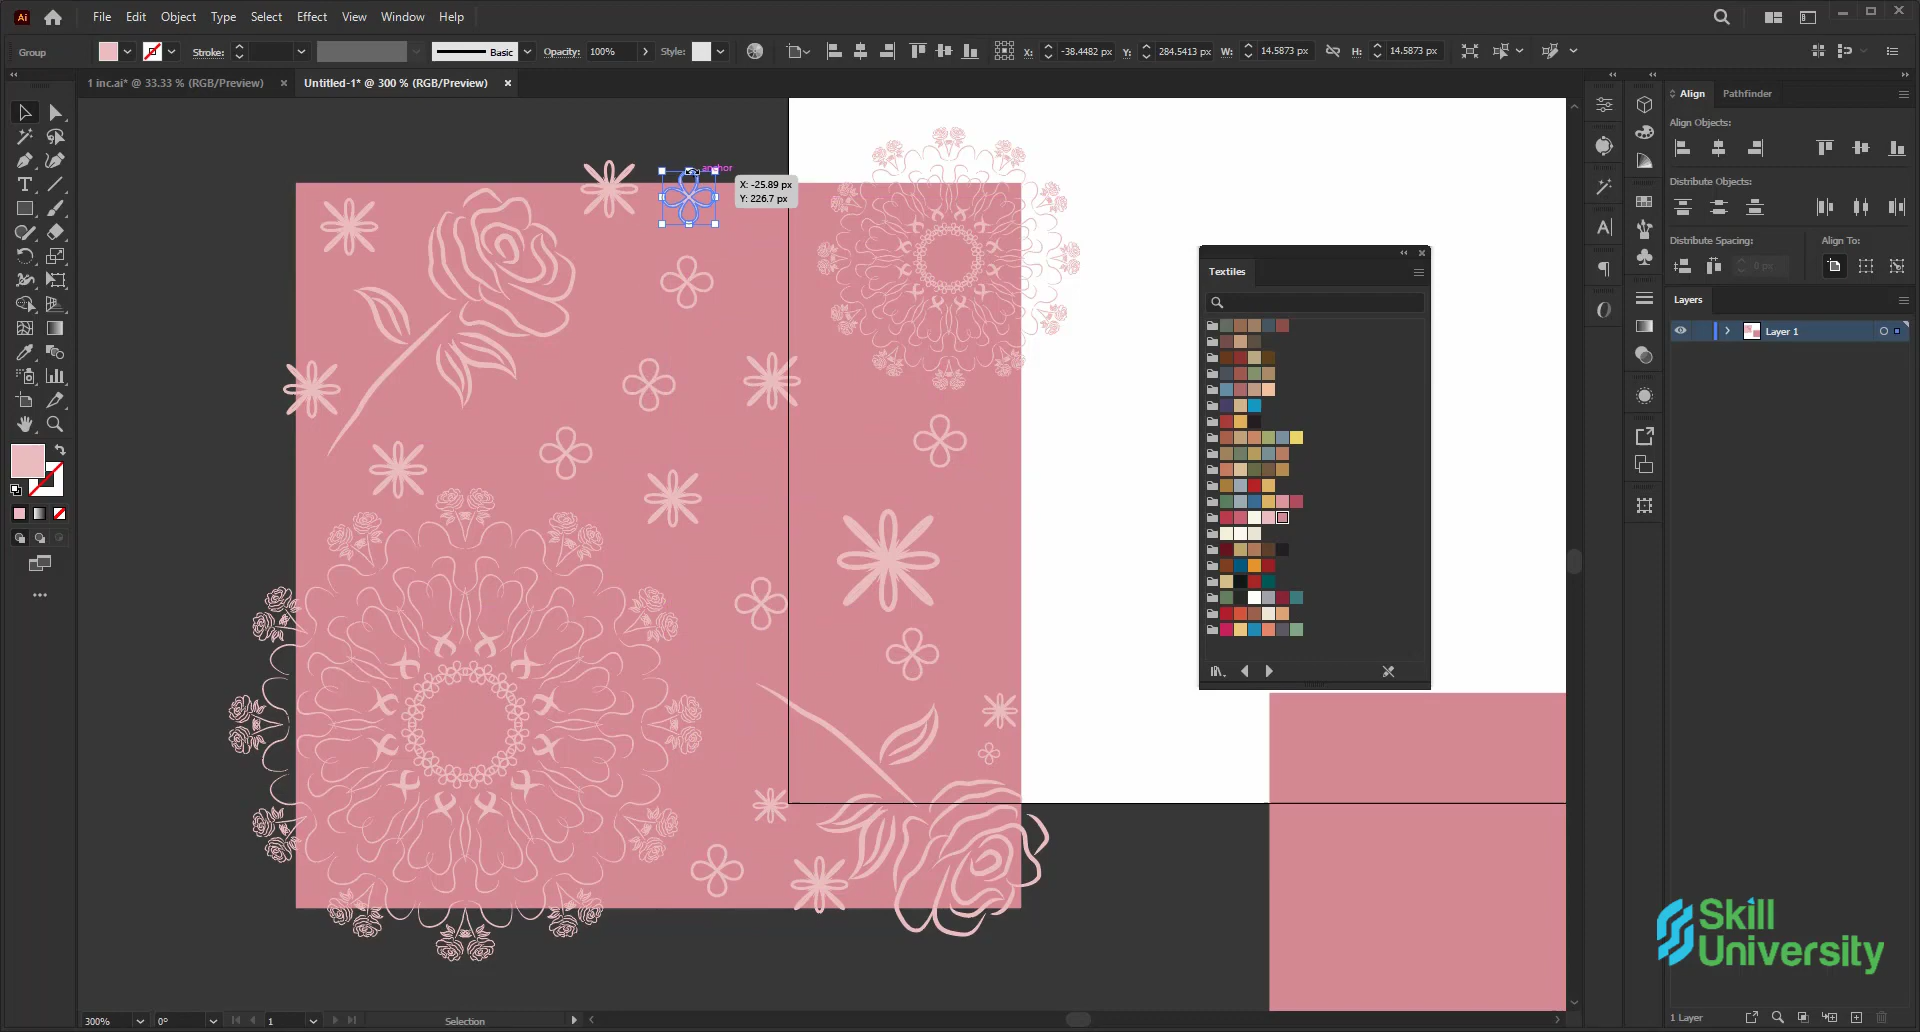 Ai File Edit Object Type Select Effect View Window Help
Group Stroke: Basic Opacity: 100% Style: X: -38.4482 px Y: 284.5413 px W: 14.5873 px H: 14.5873 px
1 inc.ai* @ 33.33 % (RGB/Preview) Untitled-1* @ 300 % (RGB/Preview)
Align Pathfinder
Align Objects:
Distribute Objects:
Distribute Spacing: Align To:
0 px
Layers
Layer 1
anchor
X: -25.89 px
Y: 226.7 px
Textiles
Skill
University
300% 0° 1 Selection
1 Layer